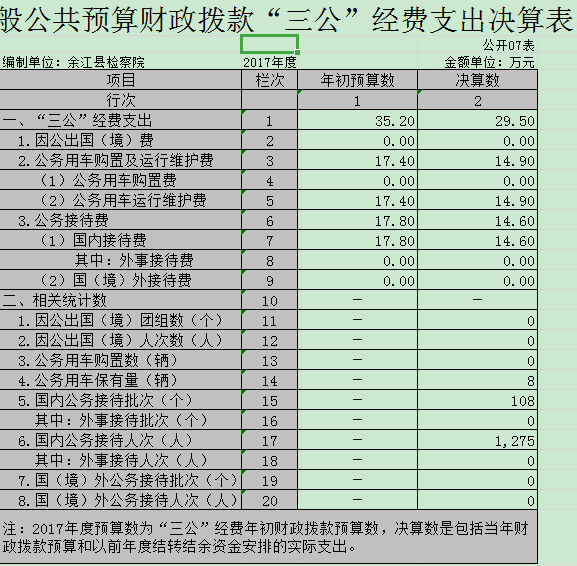 般公共预算财政拨款“三公”经费支出决算表
公开07表
编制单位：余江县检察院 2017年度 金额单位：万元
项目 栏次 年初预算数 决算数
行次 1 2
一、“三公”经费支出 1 35.20 29.50
1.因公出国（境）费 2 0.00 0.00
2.公务用车购置及运行维护费 3 17.40 14.90
（1）公务用车购置费 4 0.00 0.00
（2）公务用车运行维护费 5 17.40 14.90
3.公务接待费 6 17.80 14.60
（1）国内接待费 7 17.80 14.60
其中：外事接待费 8 0.00 0.00
（2）国（境）外接待费 9 0.00 0.00
二、相关统计数 10 — —
1.因公出国（境）团组数（个） 11 — 0
2.因公出国（境）人次数（人） 12 — 0
3.公务用车购置数（辆） 13 — 0
4.公务用车保有量（辆） 14 — 8
5.国内公务接待批次（个） 15 — 108
其中：外事接待批次（个） 16 — 0
6.国内公务接待人次（人） 17 — 1,275
其中：外事接待人次（人） 18 — 0
7.国（境）外公务接待批次（个） 19 — 0
8.国（境）外公务接待人次（人） 20 — 0
注：2017年度预算数为“三公”经费年初财政拨款预算数，决算数是包括当年财
政拨款预算和以前年度结转结余资金安排的实际支出。